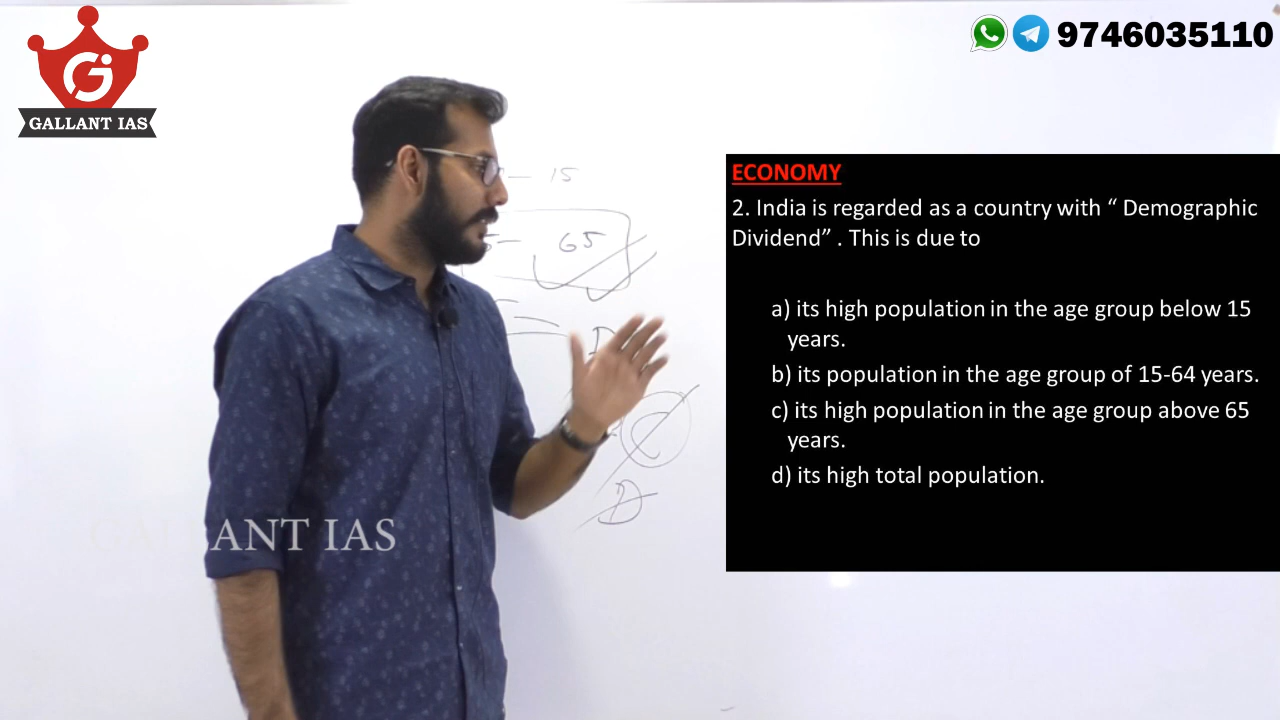 GALLANT IAS
9746035110
— 15
— 65
D
C
D
ANT IAS
ECONOMY
2. India is regarded as a country with “ Demographic
Dividend” . This is due to
a) its high population in the age group below 15
years.
b) its population in the age group of 15-64 years.
c) its high population in the age group above 65
years.
d) its high total population.